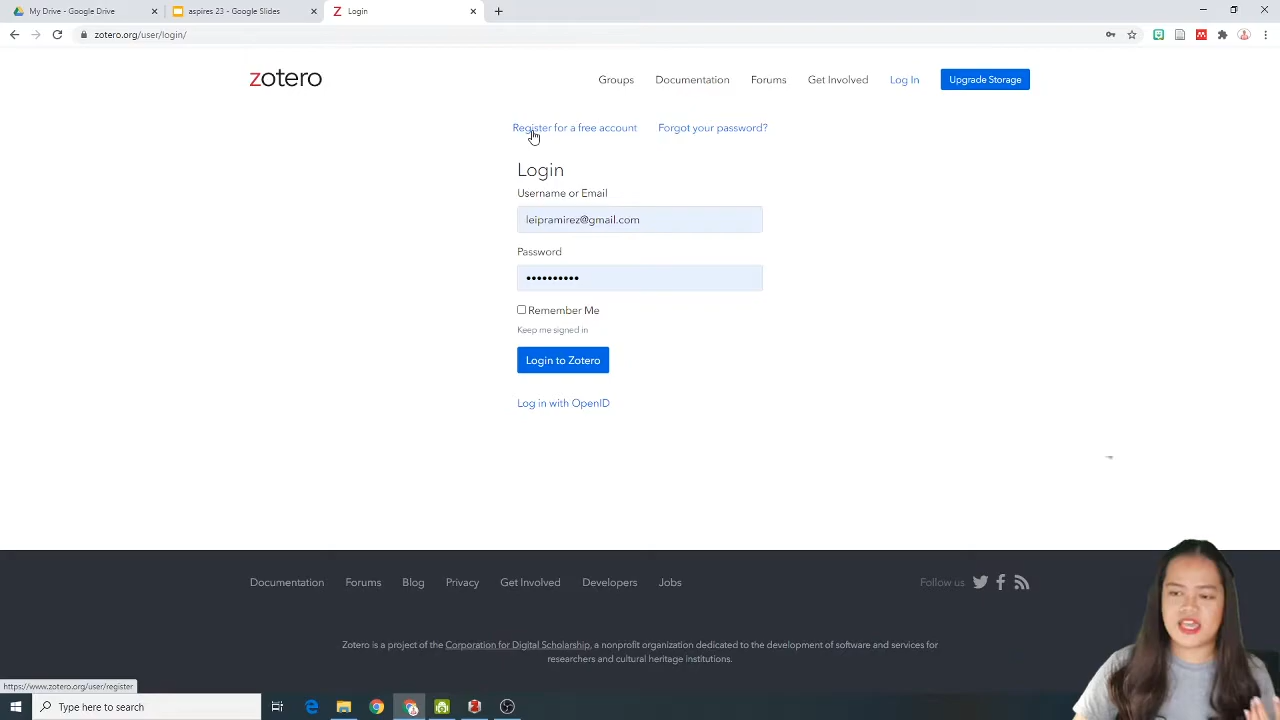 My Drive - Google Drive
aspires 23 - Google Slides
Login
zotero.org/user/login/
zotero
Groups
Documentation
Forums
Get Involved
Log In
Upgrade Storage
Register for a free account
Forgot your password?
Login
Username or Email
leipramirez@gmail.com
Password
Remember Me
Keep me signed in
Login to Zotero
Log in with OpenID
Documentation
Forums
Blog
Privacy
Get Involved
Developers
Jobs
Follow us
Zotero is a project of the Corporation for Digital Scholarship, a nonprofit organization dedicated to the development of software and services for
researchers and cultural heritage institutions.
https://www.zotero.org/user/register
Type here to search